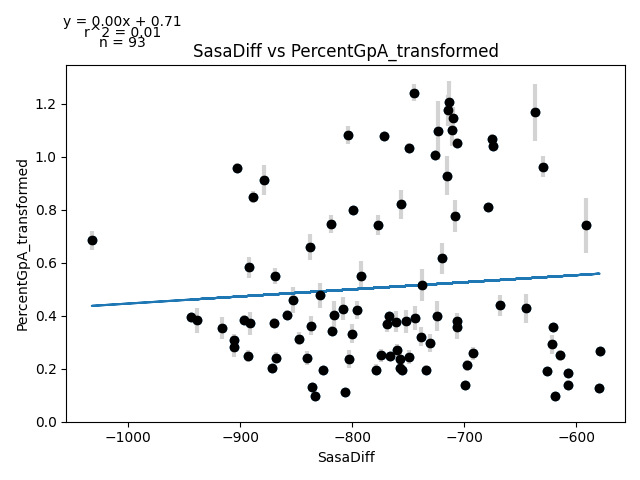 y = 0.00x + 0.71
r^2 = 0.01
n = 93
SasaDiff vs PercentGpA_transformed
PercentGpA_transformed
1.2
1.0
0.8
0.6
0.4
0.2
0.0
−1000
−900
−800
−700
−600
SasaDiff